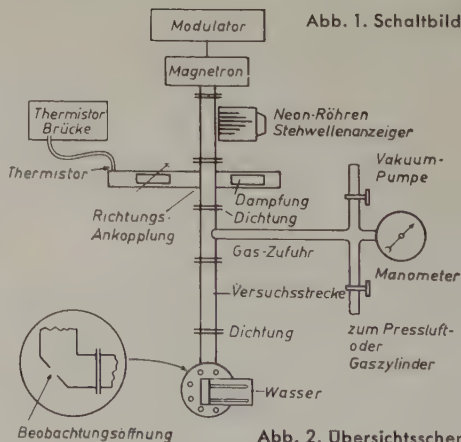 Modulator
Abb. 1. Schaltbild
Magnetron
Neon-Röhren
Stehwellenanzeiger
Thermistor
Brücke
Thermistor
Vakuum-
Pumpe
Dämpfung
Dichtung
Richtungs-
Ankopplung
Gas-Zufuhr
Manometer
Versuchsstrecke
zum Pressluft-
oder
Gaszylinder
Dichtung
Wasser
Beobachtungsöffnung
Abb. 2.